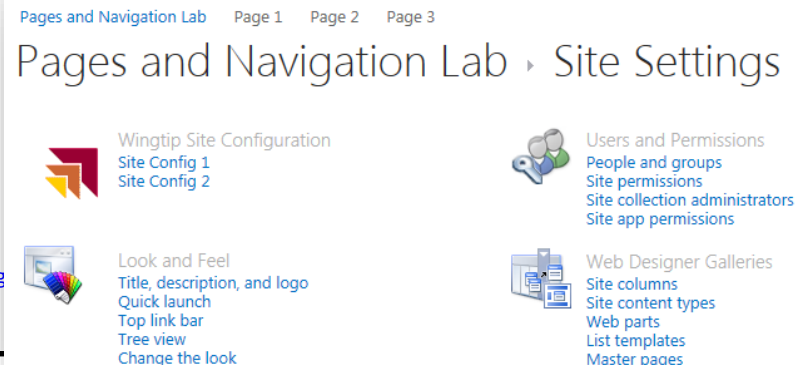 Pages and Navigation Lab Page 1 Page 2 Page 3
Pages and Navigation Lab Site Settings
Wingtip Site Configuration
Site Config 1
Site Config 2
Users and Permissions
People and groups
Site permissions
Site collection administrators
Site app permissions
Look and Feel
Title, description, and logo
Quick launch
Top link bar
Tree view
Change the look
Web Designer Galleries
Site columns
Site content types
Web parts
List templates
Master pages